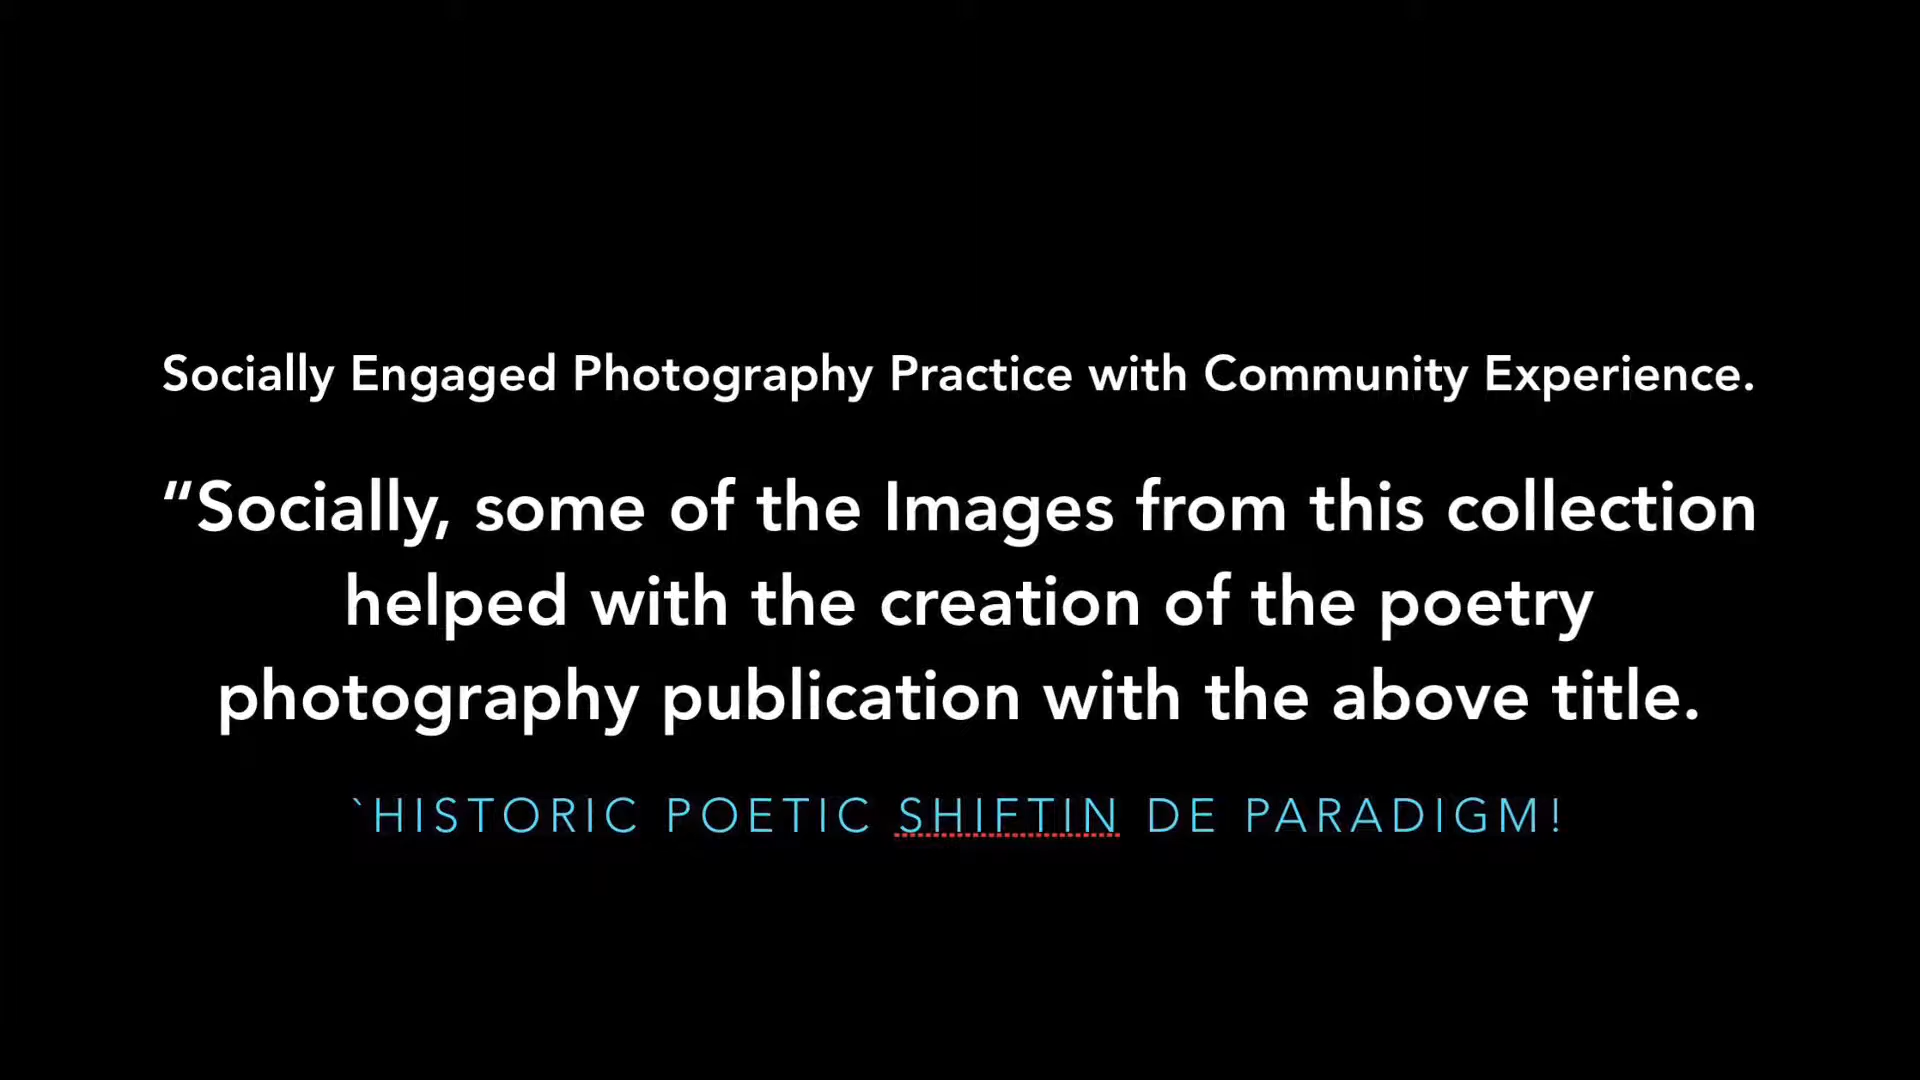 Socially Engaged Photography Practice with Community Experience.
“Socially, some of the Images from this collection
helped with the creation of the poetry
photography publication with the above title.
`HISTORIC POETIC SHIFTIN DE PARADIGM!